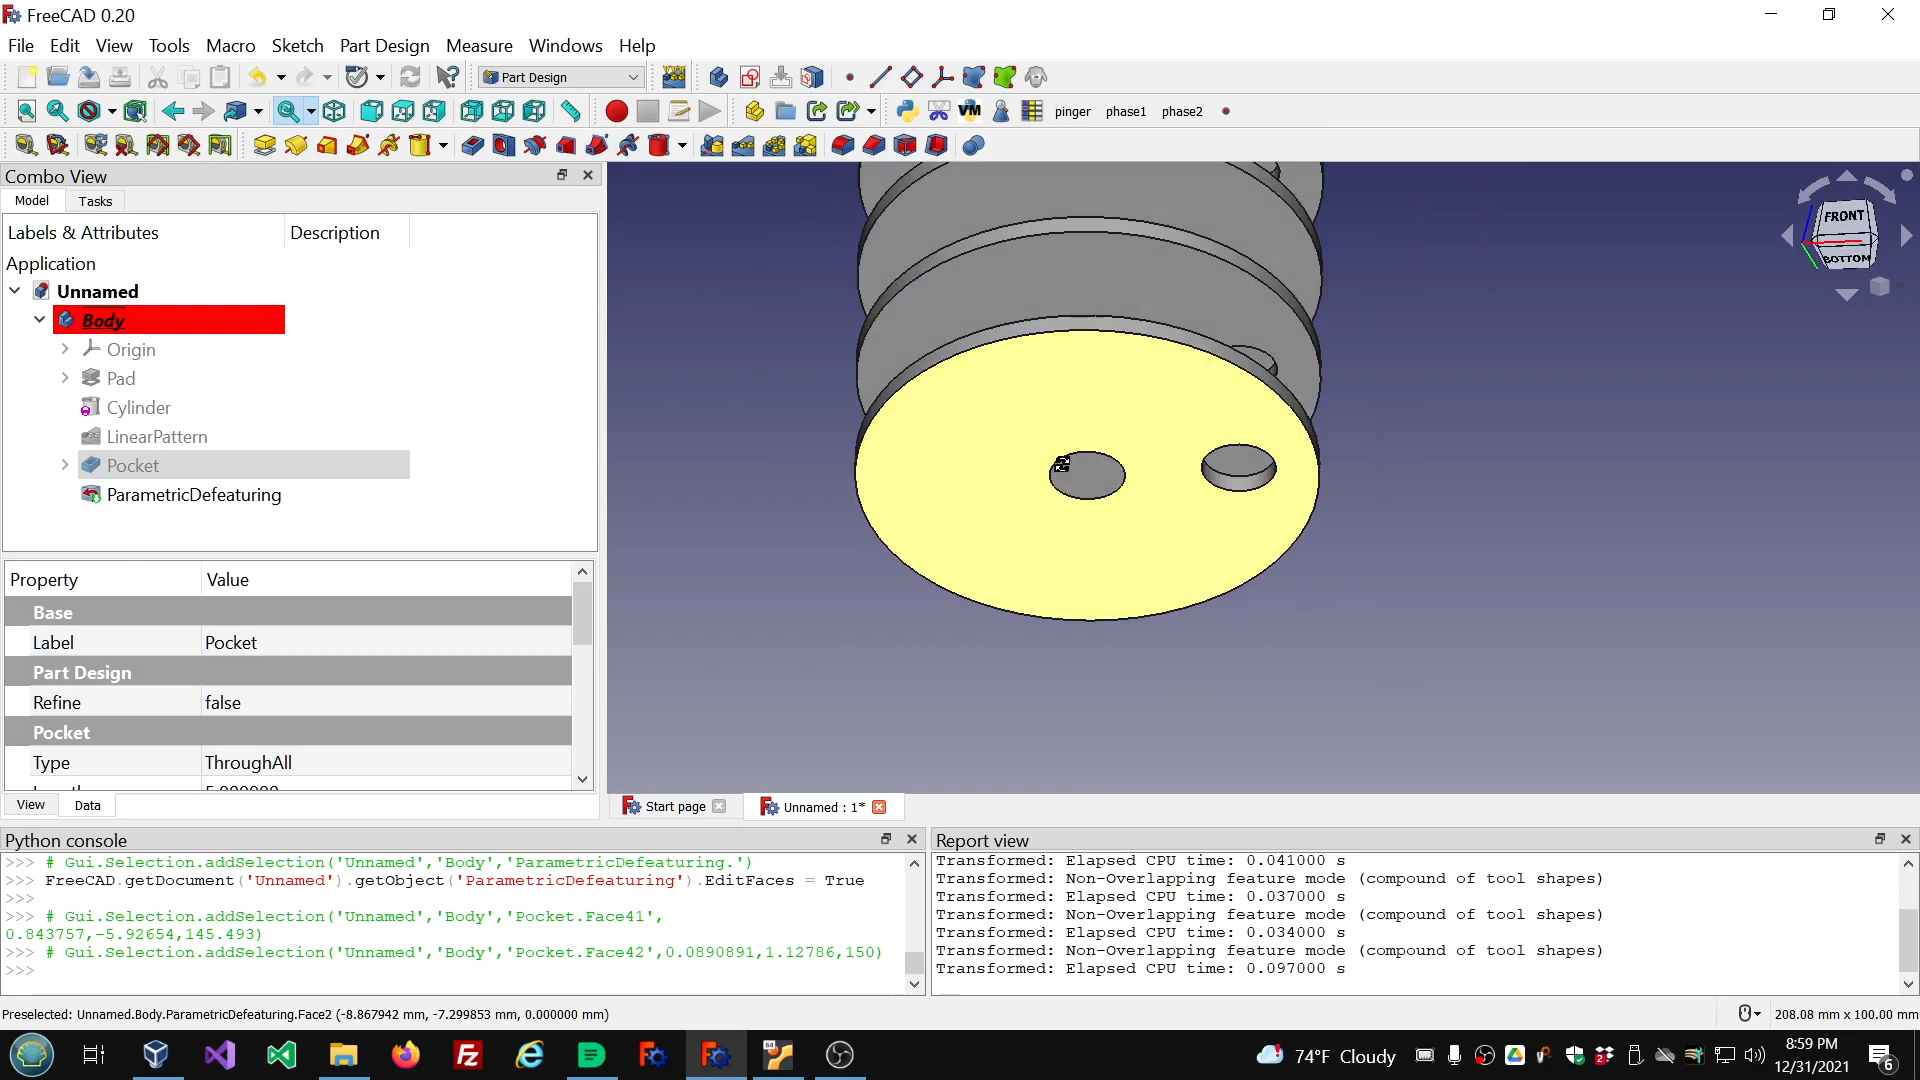 FreeCAD 0.20
File Edit View Tools Macro Sketch Part Design Measure Windows Help
Part Design
VM pinger phase1 phase2
Combo View
Model Tasks
Labels & Attributes Description
Application
Unnamed
Body
Origin
Pad
Cylinder
LinearPattern
Pocket
ParametricDefeaturing
FRONT
BOTTOM
Property Value
Base
Label Pocket
Part Design
Refine false
Pocket
Type ThroughAll
View Data
Start page Unnamed : 1*
Python console
>>> # Gui.Selection.addSelection('Unnamed','Body','ParametricDefeaturing.')
>>> FreeCAD.getDocument('Unnamed').getObject('ParametricDefeaturing').EditFaces = True
>>>
>>> # Gui.Selection.addSelection('Unnamed','Body','Pocket.Face41',
0.843757,-5.92654,145.493)
>>> # Gui.Selection.addSelection('Unnamed','Body','Pocket.Face42',0.0890891,1.12786,150)
>>>
Report view
Transformed: Elapsed CPU time: 0.041000 s
Transformed: Non-Overlapping feature mode (compound of tool shapes)
Transformed: Elapsed CPU time: 0.037000 s
Transformed: Non-Overlapping feature mode (compound of tool shapes)
Transformed: Elapsed CPU time: 0.034000 s
Transformed: Non-Overlapping feature mode (compound of tool shapes)
Transformed: Elapsed CPU time: 0.097000 s
Preselected: Unnamed.Body.ParametricDefeaturing.Face2 (-8.867942 mm, -7.299853 mm, 0.000000 mm)
208.08 mm x 100.00 mm
74°F Cloudy
8:59 PM
12/31/2021
6